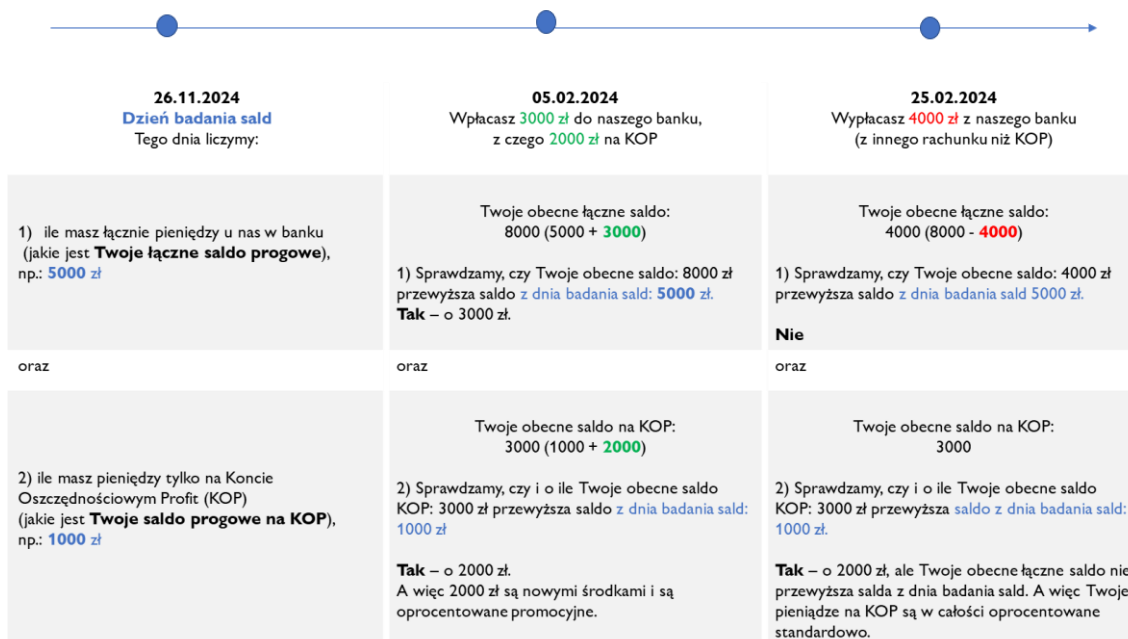 26.11.2024
Dzień badania sald
Tego dnia liczymy:
05.02.2024
Wpłacasz 3000 zł do naszego banku,
z czego 2000 zł na KOP
25.02.2024
Wypłacasz 4000 zł z naszego banku
(z innego rachunku niż KOP)
1) ile masz łącznie pieniędzy u nas w banku
(jakie jest Twoje łączne saldo progowe),
np.: 5000 zł
Twoje obecne łączne saldo:
8000 (5000 + 3000)
1) Sprawdzamy, czy Twoje obecne saldo: 8000 zł
przewyższa saldo z dnia badania sald: 5000 zł.
Tak – o 3000 zł.
Twoje obecne łączne saldo:
4000 (8000 - 4000)
1) Sprawdzamy, czy Twoje obecne saldo: 4000 zł
przewyższa saldo z dnia badania sald 5000 zł.
Nie
oraz
oraz
oraz
2) ile masz pieniędzy tylko na Koncie
Oszczędnościowym Profit (KOP)
(jakie jest Twoje saldo progowe na KOP),
np.: 1000 zł
Twoje obecne saldo na KOP:
3000 (1000 + 2000)
2) Sprawdzamy, czy i o ile Twoje obecne saldo
KOP: 3000 zł przewyższa saldo z dnia badania sald:
1000 zł
Tak – o 2000 zł.
A więc 2000 zł są nowymi środkami i są
oprocentowane promocyjne.
Twoje obecne saldo na KOP:
3000
2) Sprawdzamy, czy i o ile Twoje obecne saldo
KOP: 3000 zł przewyższa saldo z dnia badania sald:
1000 zł.
Tak – o 2000 zł, ale Twoje obecne łączne saldo nie
przewyższa salda z dnia badania sald. A więc Twoje
pieniądze na KOP są w całości oprocentowane
standardowo.